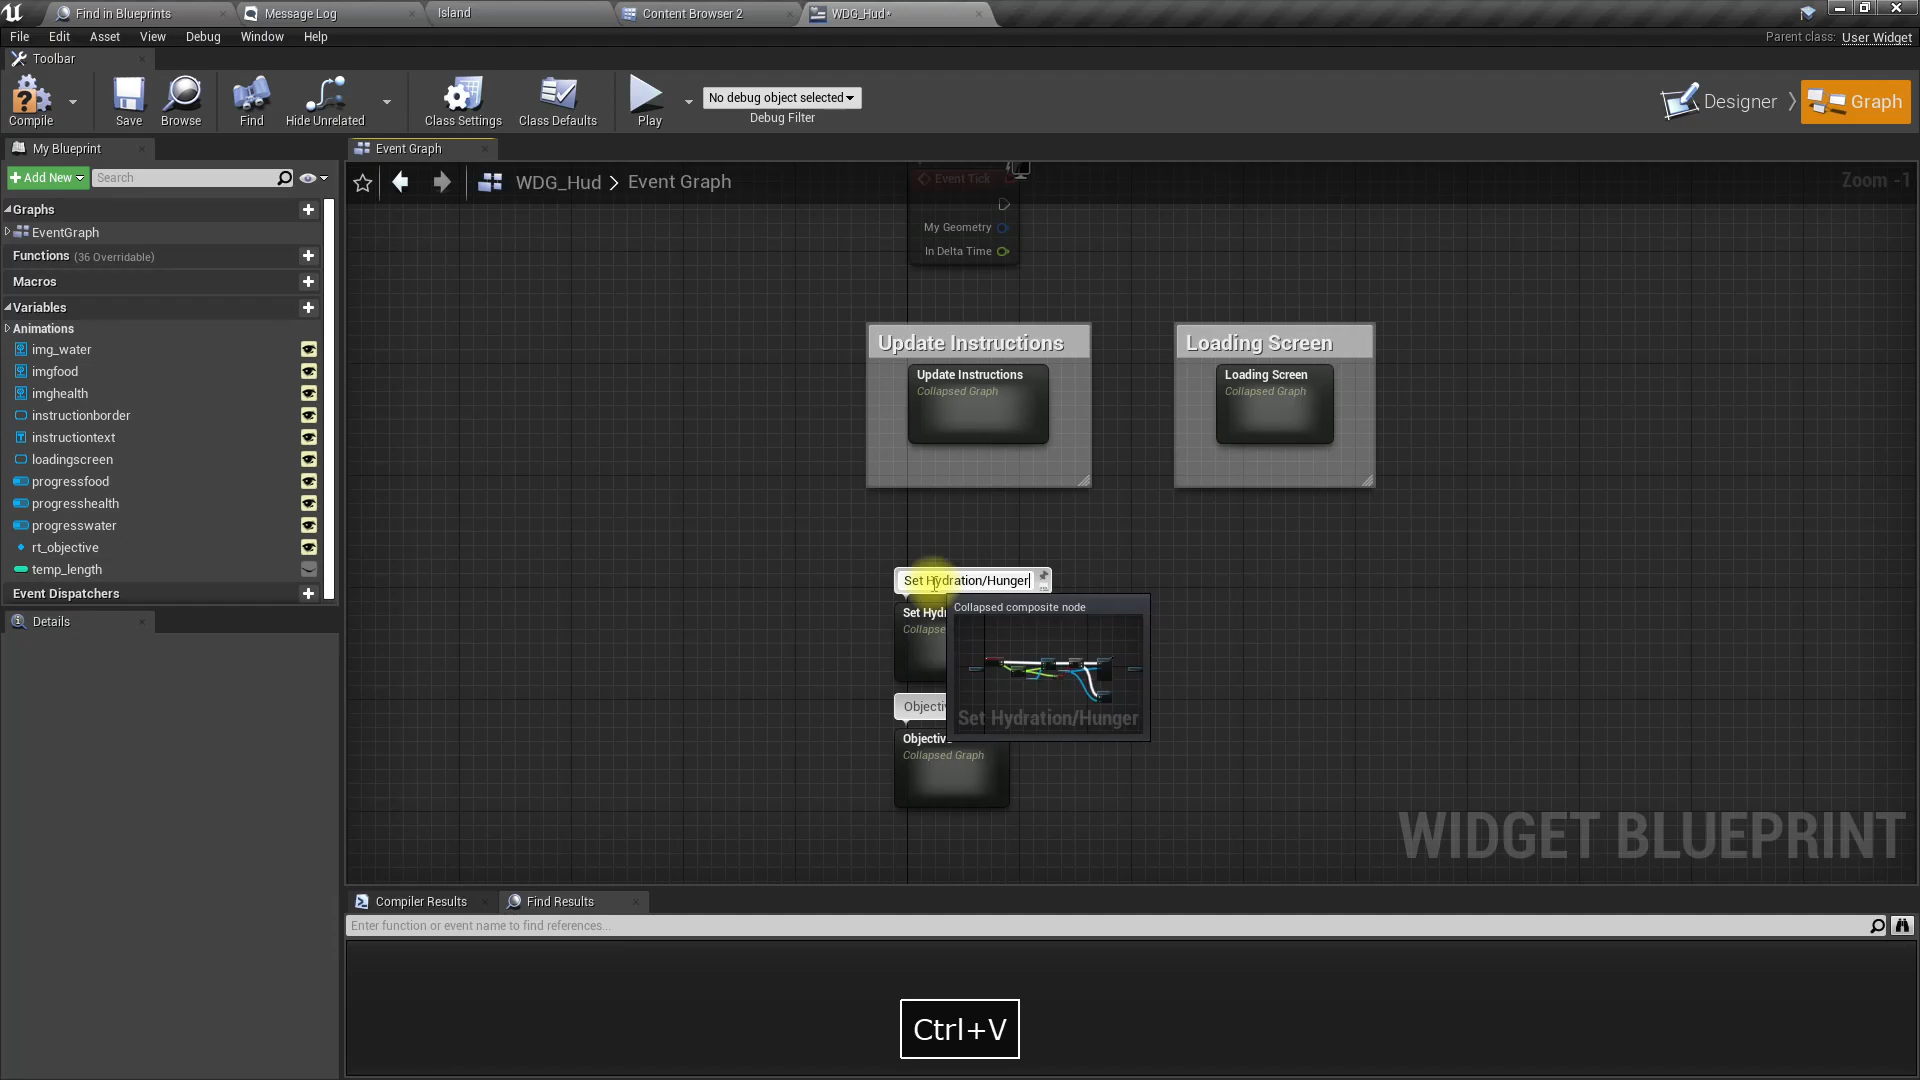 Find in Blueprints
Message Log
Island
Content Browser 2
WDG_Hud*
File
Edit
Asset
View
Debug
Window
Help
Parent class: User Widget
Toolbar
Compile
Save
Browse
Find
Hide Unrelated
Class Settings
Class Defaults
Play
No debug object selected
Debug Filter
Designer
Graph
My Blueprint
Event Graph
Add New
Search
WDG_Hud > Event Graph
Zoom -1
Graphs
EventGraph
Functions (36 Overridable)
Macros
Variables
Animations
img_water
imgfood
imghealth
instructionborder
instructiontext
loadingscreen
progressfood
progresshealth
progresswater
rt_objective
temp_length
Event Dispatchers
Details
Event Tick
My Geometry
In Delta Time
Update Instructions
Update Instructions
Collapsed Graph
Loading Screen
Loading Screen
Collapsed Graph
Set Hydration/Hunger
Set Hyd
Collapse
Collapsed composite node
Set Hydration/Hunger
Objectiv
Objective
Collapsed Graph
WIDGET BLUEPRINT
Compiler Results
Find Results
Enter function or event name to find references...
Ctrl+V